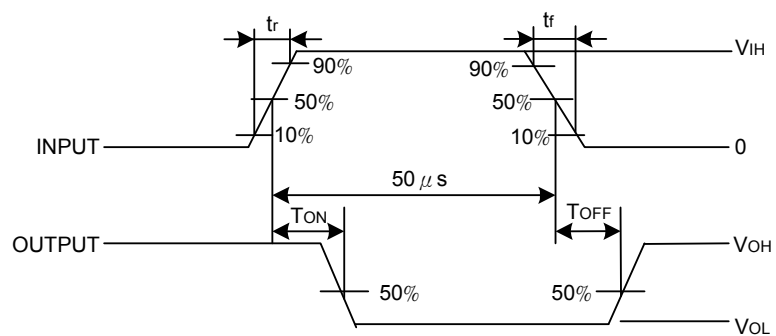 tr
tf
VIH
90%
90%
50%
50%
10%
10%
INPUT
0
50 μs
TON
TOFF
OUTPUT
VOH
50%
50%
VOL